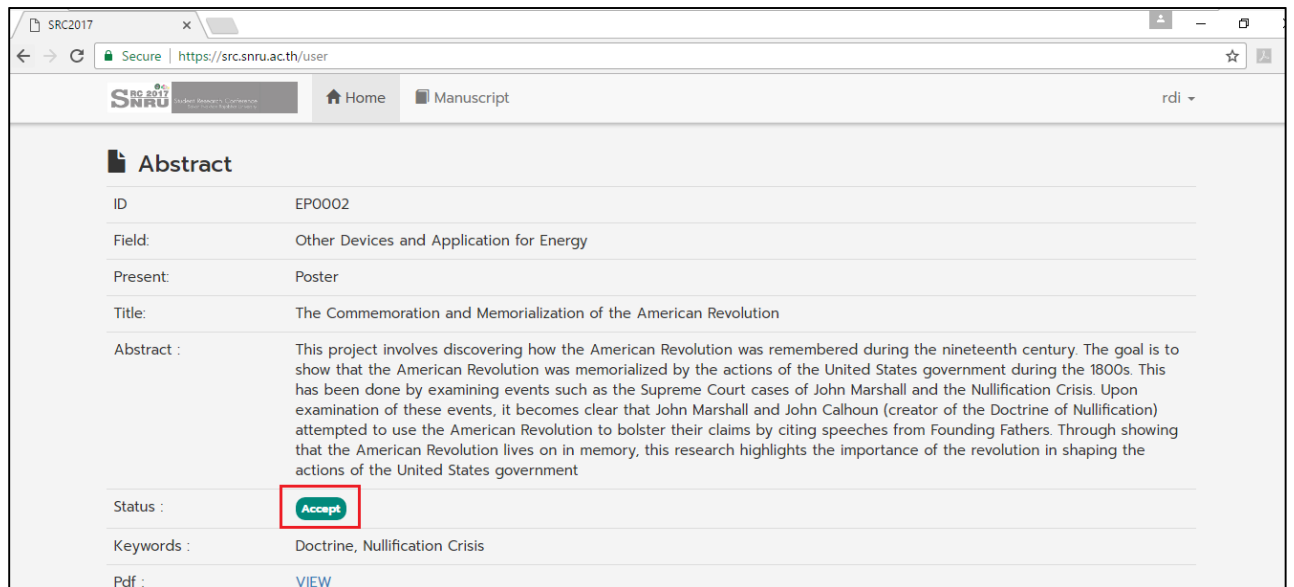 SRC2017
Secure | https://src.snru.ac.th/user
SRC 2017
SNRU
Student Research Conference
Home
Manuscript
rdi
Abstract
ID EP0002
Field: Other Devices and Application for Energy
Present: Poster
Title: The Commemoration and Memorialization of the American Revolution
Abstract : This project involves discovering how the American Revolution was remembered during the nineteenth century. The goal is to
show that the American Revolution was memorialized by the actions of the United States government during the 1800s. This
has been done by examining events such as the Supreme Court cases of John Marshall and the Nullification Crisis. Upon
examination of these events, it becomes clear that John Marshall and John Calhoun (creator of the Doctrine of Nullification)
attempted to use the American Revolution to bolster their claims by citing speeches from Founding Fathers. Through showing
that the American Revolution lives on in memory, this research highlights the importance of the revolution in shaping the
actions of the United States government
Status : Accept
Keywords : Doctrine, Nullification Crisis
Pdf : VIEW